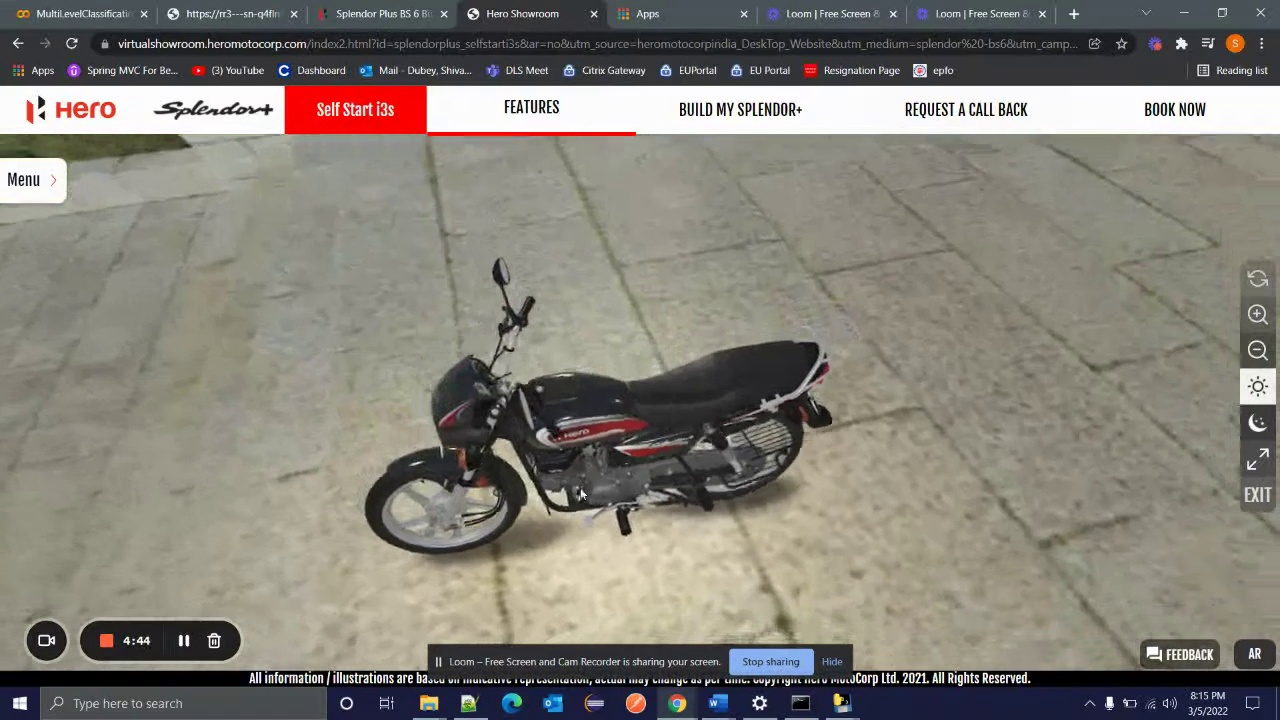 MultiLevelClassificati
https://rr3---sn-q4flnl
Splendor Plus BS 6 Bi
Hero Showroom
Apps
Loom | Free Screen &
Loom | Free Screen &
virtualshowroom.heromotocorp.com/index2.html?id=splendorplus_selfstarti3s&at=no&utm_source=heromotocorpindia_DeskTop_Website&utm_medium=splendor%20-bs6&utm_camp...
S
Apps
Spring MVC For Be...
(3) YouTube
Dashboard
Mail - Dubey, Shiva...
DLS Meet
Citrix Gateway
EUPortal
EU Portal
Resignation Page
epfo
Reading list
Hero
Splendor+
Self Start i3s
FEATURES
BUILD MY SPLENDOR+
REQUEST A CALL BACK
BOOK NOW
Menu
Hero
EXIT
4:44
Loom – Free Screen and Cam Recorder is sharing your screen.
Stop sharing
Hide
FEEDBACK
AR
All information / illustrations are based on indicative representation, actual may change as per time. Copyright Hero MotoCorp Ltd. 2021. All Rights Reserved.
Type here to search
8:15 PM
3/5/2022